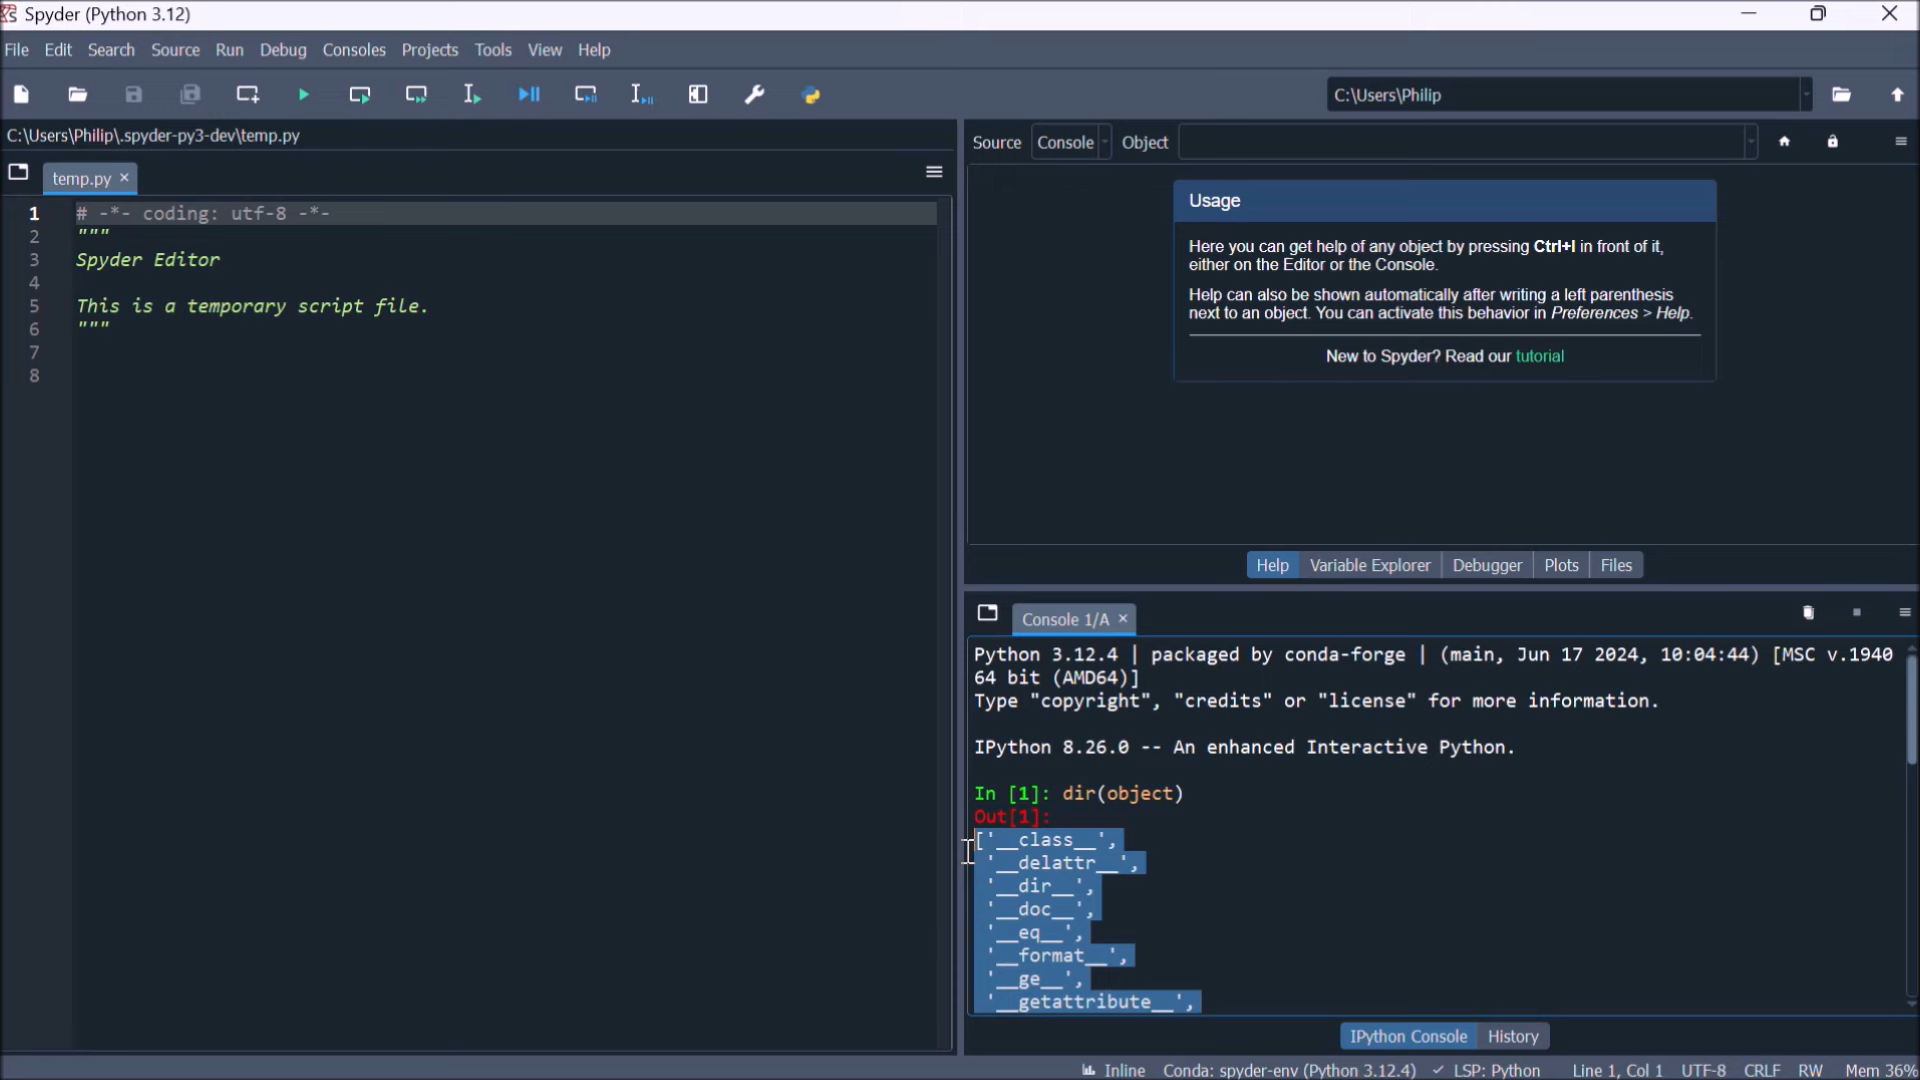 Spyder (Python 3.12)
File Edit Search Source Run Debug Consoles Projects Tools View Help
C:\Users\Philip
C:\Users\Philip\.spyder-py3-dev\temp.py
temp.py
1 # -*- coding: utf-8 -*-
2 """
3 Spyder Editor
4
5 This is a temporary script file.
6 """
7
8
Source Console Object
Usage
Here you can get help of any object by pressing Ctrl+I in front of it,
either on the Editor or the Console.
Help can also be shown automatically after writing a left parenthesis
next to an object. You can activate this behavior in Preferences > Help.
New to Spyder? Read our tutorial
Help Variable Explorer Debugger Plots Files
Console 1/A
Python 3.12.4 | packaged by conda-forge | (main, Jun 17 2024, 10:04:44) [MSC v.1940
64 bit (AMD64)]
Type "copyright", "credits" or "license" for more information.
IPython 8.26.0 -- An enhanced Interactive Python.
In [1]: dir(object)
Out[1]:
['__class__',
'__delattr__',
'__dir__',
'__doc__',
'__eq__',
'__format__',
'__ge__',
'__getattribute__',
IPython Console History
Inline Conda: spyder-env (Python 3.12.4) LSP: Python Line 1, Col 1 UTF-8 CRLF RW Mem 36%